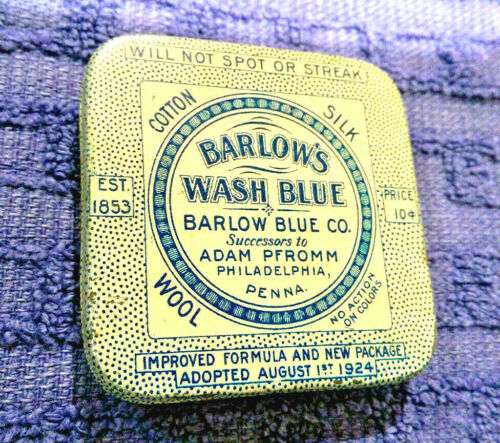 WILL NOT SPOT OR STREAK
COTTON
SILK
BARLOW'S
WASH BLUE
BARLOW BLUE CO.
Successors to
ADAM PFROMM
PHILADELPHIA,
PENNA.
EST.
1853
PRICE
10¢
WOOL
NO ACTION
ON COLORS
IMPROVED FORMULA AND NEW PACKAGE
ADOPTED AUGUST 1ST 1924